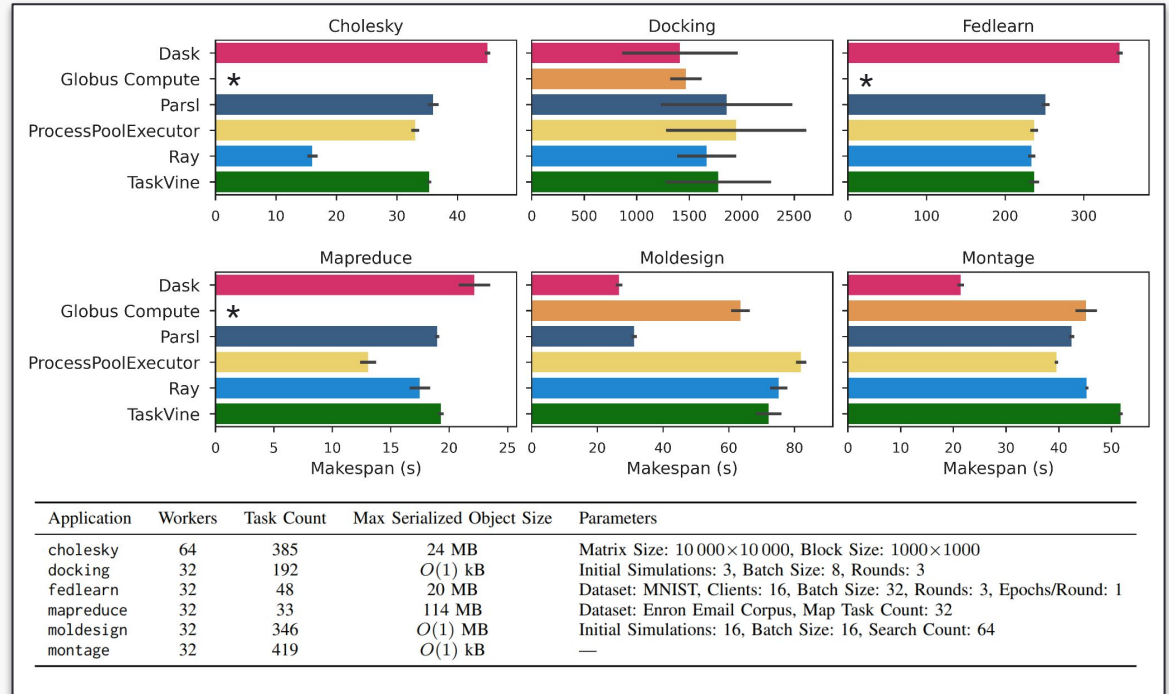 Cholesky Docking Fedlearn
Dask
Globus Compute * *
Parsl
ProcessPoolExecutor
Ray
TaskVine
0 10 20 30 40 0 500 1000 1500 2000 2500 0 100 200 300
Mapreduce Moldesign Montage
Dask
Globus Compute *
Parsl
ProcessPoolExecutor
Ray
TaskVine
0 5 10 15 20 25 0 20 40 60 80 0 10 20 30 40 50
Makespan (s) Makespan (s) Makespan (s)
Application Workers Task Count Max Serialized Object Size Parameters
cholesky 64 385 24 MB Matrix Size: 10 000×10 000, Block Size: 1000×1000
docking 32 192 O(1) kB Initial Simulations: 3, Batch Size: 8, Rounds: 3
fedlearn 32 48 20 MB Dataset: MNIST, Clients: 16, Batch Size: 32, Rounds: 3, Epochs/Round: 1
mapreduce 32 33 114 MB Dataset: Enron Email Corpus, Map Task Count: 32
moldesign 32 346 O(1) MB Initial Simulations: 16, Batch Size: 16, Search Count: 64
montage 32 419 O(1) kB —